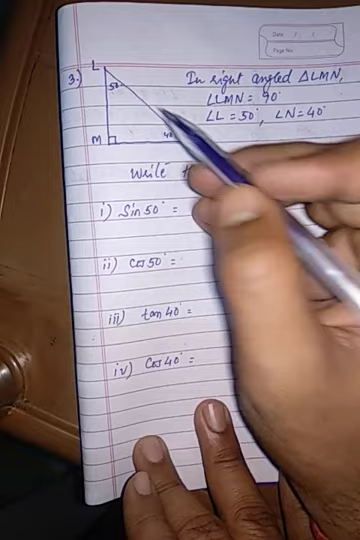 Date / /
Page No.
3.) L In right angled ΔLMN,
50° ∠LMN = 90°
∠L = 50°, ∠N = 40°
M 40
Write
i) Sin 50° =
ii) cos 50° =
iii) tan 40° =
iv) Cos 40° =